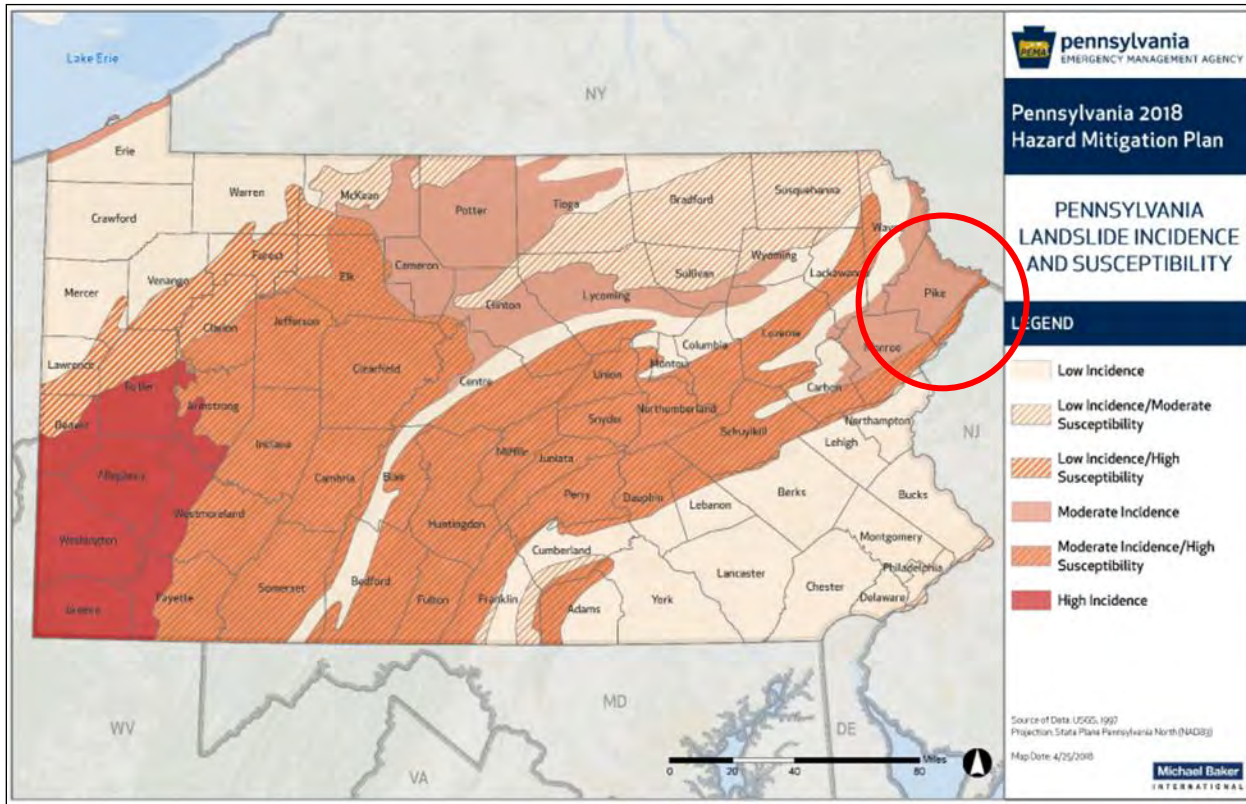 Lake Erie
NY
Erie
Warren
McKean
Potter
Tioga
Bradford
Susquehanna
Crawford
Wayne
Forest
Wyoming
Venango
Elk
Cameron
Sullivan
Lackawanna
Mercer
Clinton
Lycoming
Pike
Clarion
Jefferson
Luzerne
Lawrence
Columbia
Monroe
Clearfield
Montour
Butler
Centre
Union
Carbon
Armstrong
Northumberland
Northampton
Beaver
Snyder
Schuylkill
NJ
Indiana
Lehigh
Mifflin
Juniata
Allegheny
Cambria
Blair
Perry
Dauphin
Berks
Westmoreland
Lebanon
Bucks
Huntingdon
Washington
Montgomery
Cumberland
Philadelphia
Lancaster
Somerset
Bedford
Chester
Delaware
Greene
Fayette
Fulton
Franklin
Adams
York
WV
MD
DE
VA
0 20 40 80
Miles
PEMA
pennsylvania
EMERGENCY MANAGEMENT AGENCY
Pennsylvania 2018
Hazard Mitigation Plan
PENNSYLVANIA
LANDSLIDE INCIDENCE
AND SUSCEPTIBILITY
LEGEND
Low Incidence
Low Incidence/Moderate
Susceptibility
Low Incidence/High
Susceptibility
Moderate Incidence
Moderate Incidence/High
Susceptibility
High Incidence
Source of Data: USGS, 1997
Projection: State Plane Pennsylvania North (NAD83)
Map Date: 4/25/2018
Michael Baker
INTERNATIONAL